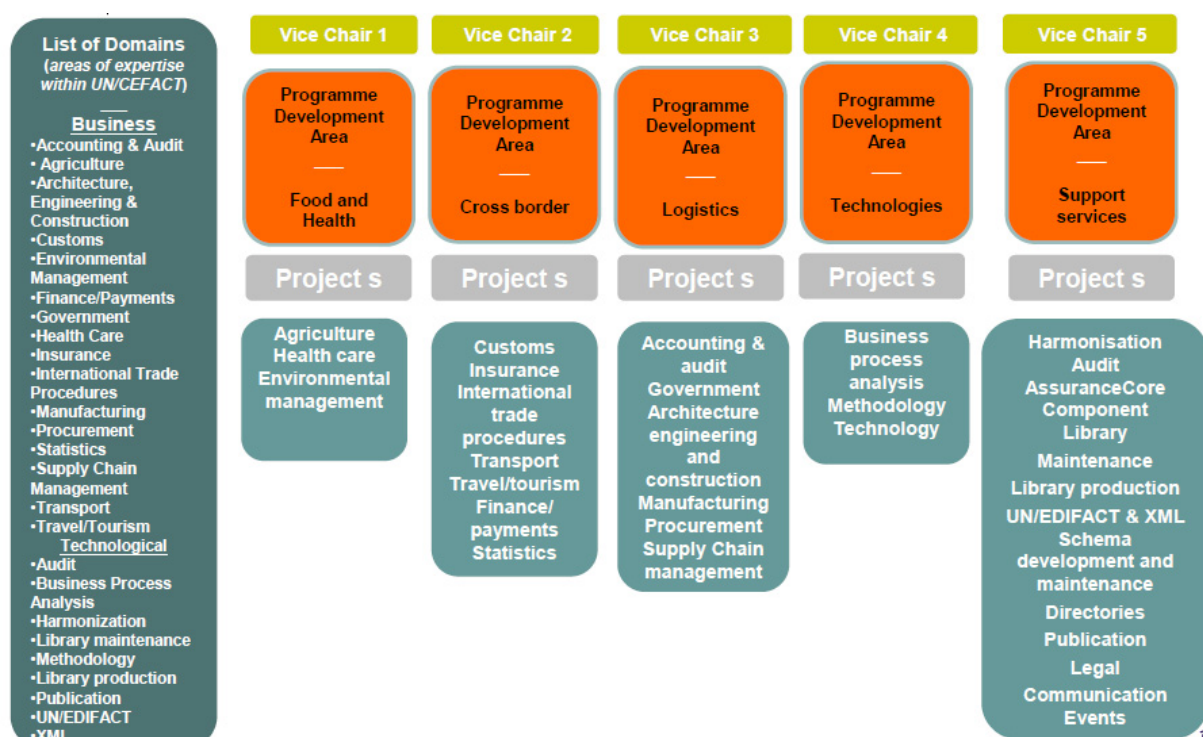 List of Domains
(areas of expertise
within UN/CEFACT)
Business
•Accounting & Audit
• Agriculture
•Architecture,
Engineering &
Construction
•Customs
•Environmental
Management
•Finance/Payments
•Government
•Health Care
•Insurance
•International Trade
Procedures
•Manufacturing
•Procurement
•Statistics
•Supply Chain
Management
•Transport
•Travel/Tourism
Technological
•Audit
•Business Process
Analysis
•Harmonization
•Library maintenance
•Methodology
•Library production
•Publication
•UN/EDIFACT
•XML
Vice Chair 1
Programme
Development
Area
Food and
Health
Project s
Agriculture
Health care
Environmental
management
Vice Chair 2
Programme
Development
Area
Cross border
Project s
Customs
Insurance
International
trade
procedures
Transport
Travel/tourism
Finance/
payments
Statistics
Vice Chair 3
Programme
Development
Area
Logistics
Project s
Accounting &
audit
Government
Architecture
engineering
and
construction
Manufacturing
Procurement
Supply Chain
management
Vice Chair 4
Programme
Development
Area
Technologies
Project s
Business
process
analysis
Methodology
Technology
Vice Chair 5
Programme
Development
Area
Support
services
Project s
Harmonisation
Audit
AssuranceCore
Component
Library
Maintenance
Library production
UN/EDIFACT & XML
Schema
development and
maintenance
Directories
Publication
Legal
Communication
Events